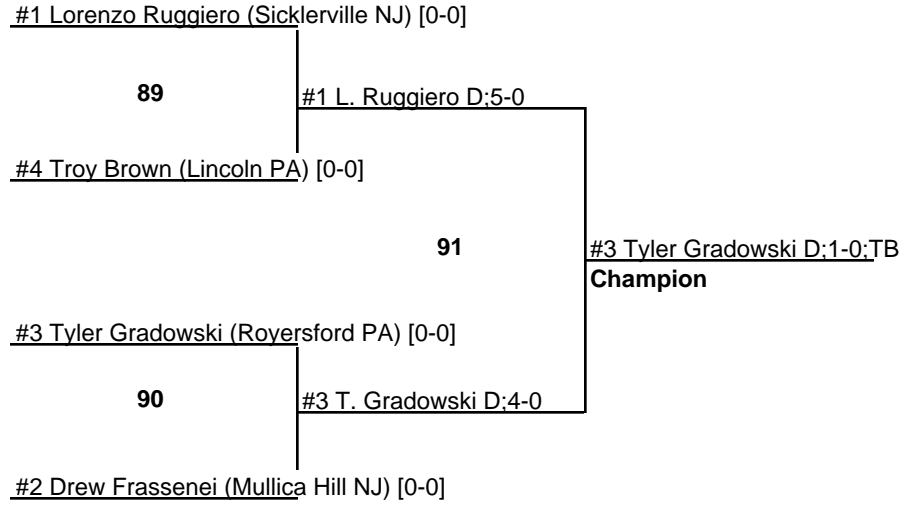 #1 Lorenzo Ruggiero (Sicklerville NJ) [0-0]
89
#1 L. Ruggiero D;5-0
#4 Troy Brown (Lincoln PA) [0-0]
91
#3 Tyler Gradowski D;1-0;TB
Champion
#3 Tyler Gradowski (Royersford PA) [0-0]
90
#3 T. Gradowski D;4-0
#2 Drew Frassenei (Mullica Hill NJ) [0-0]